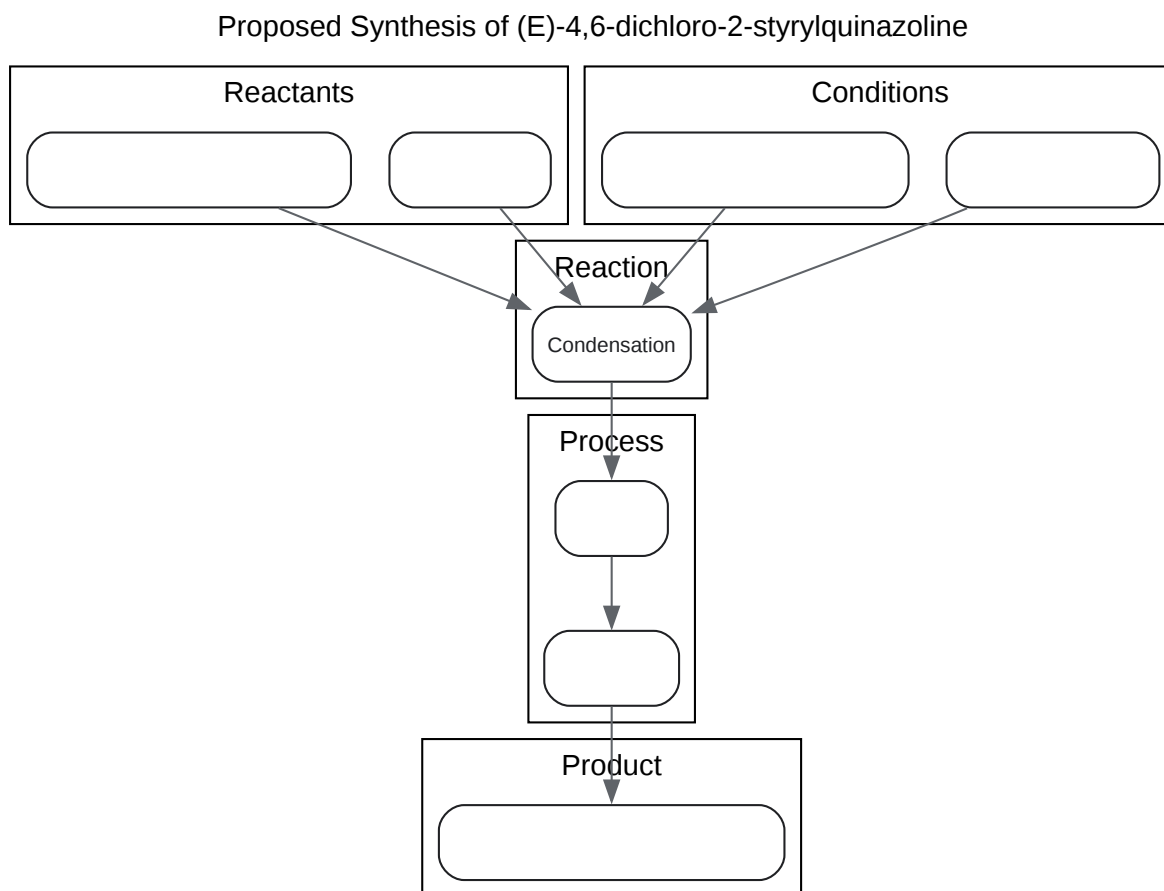 Proposed Synthesis of (E)-4,6-dichloro-2-styrylquinazoline
Reactants
Conditions
Reaction
Condensation
Process
Product